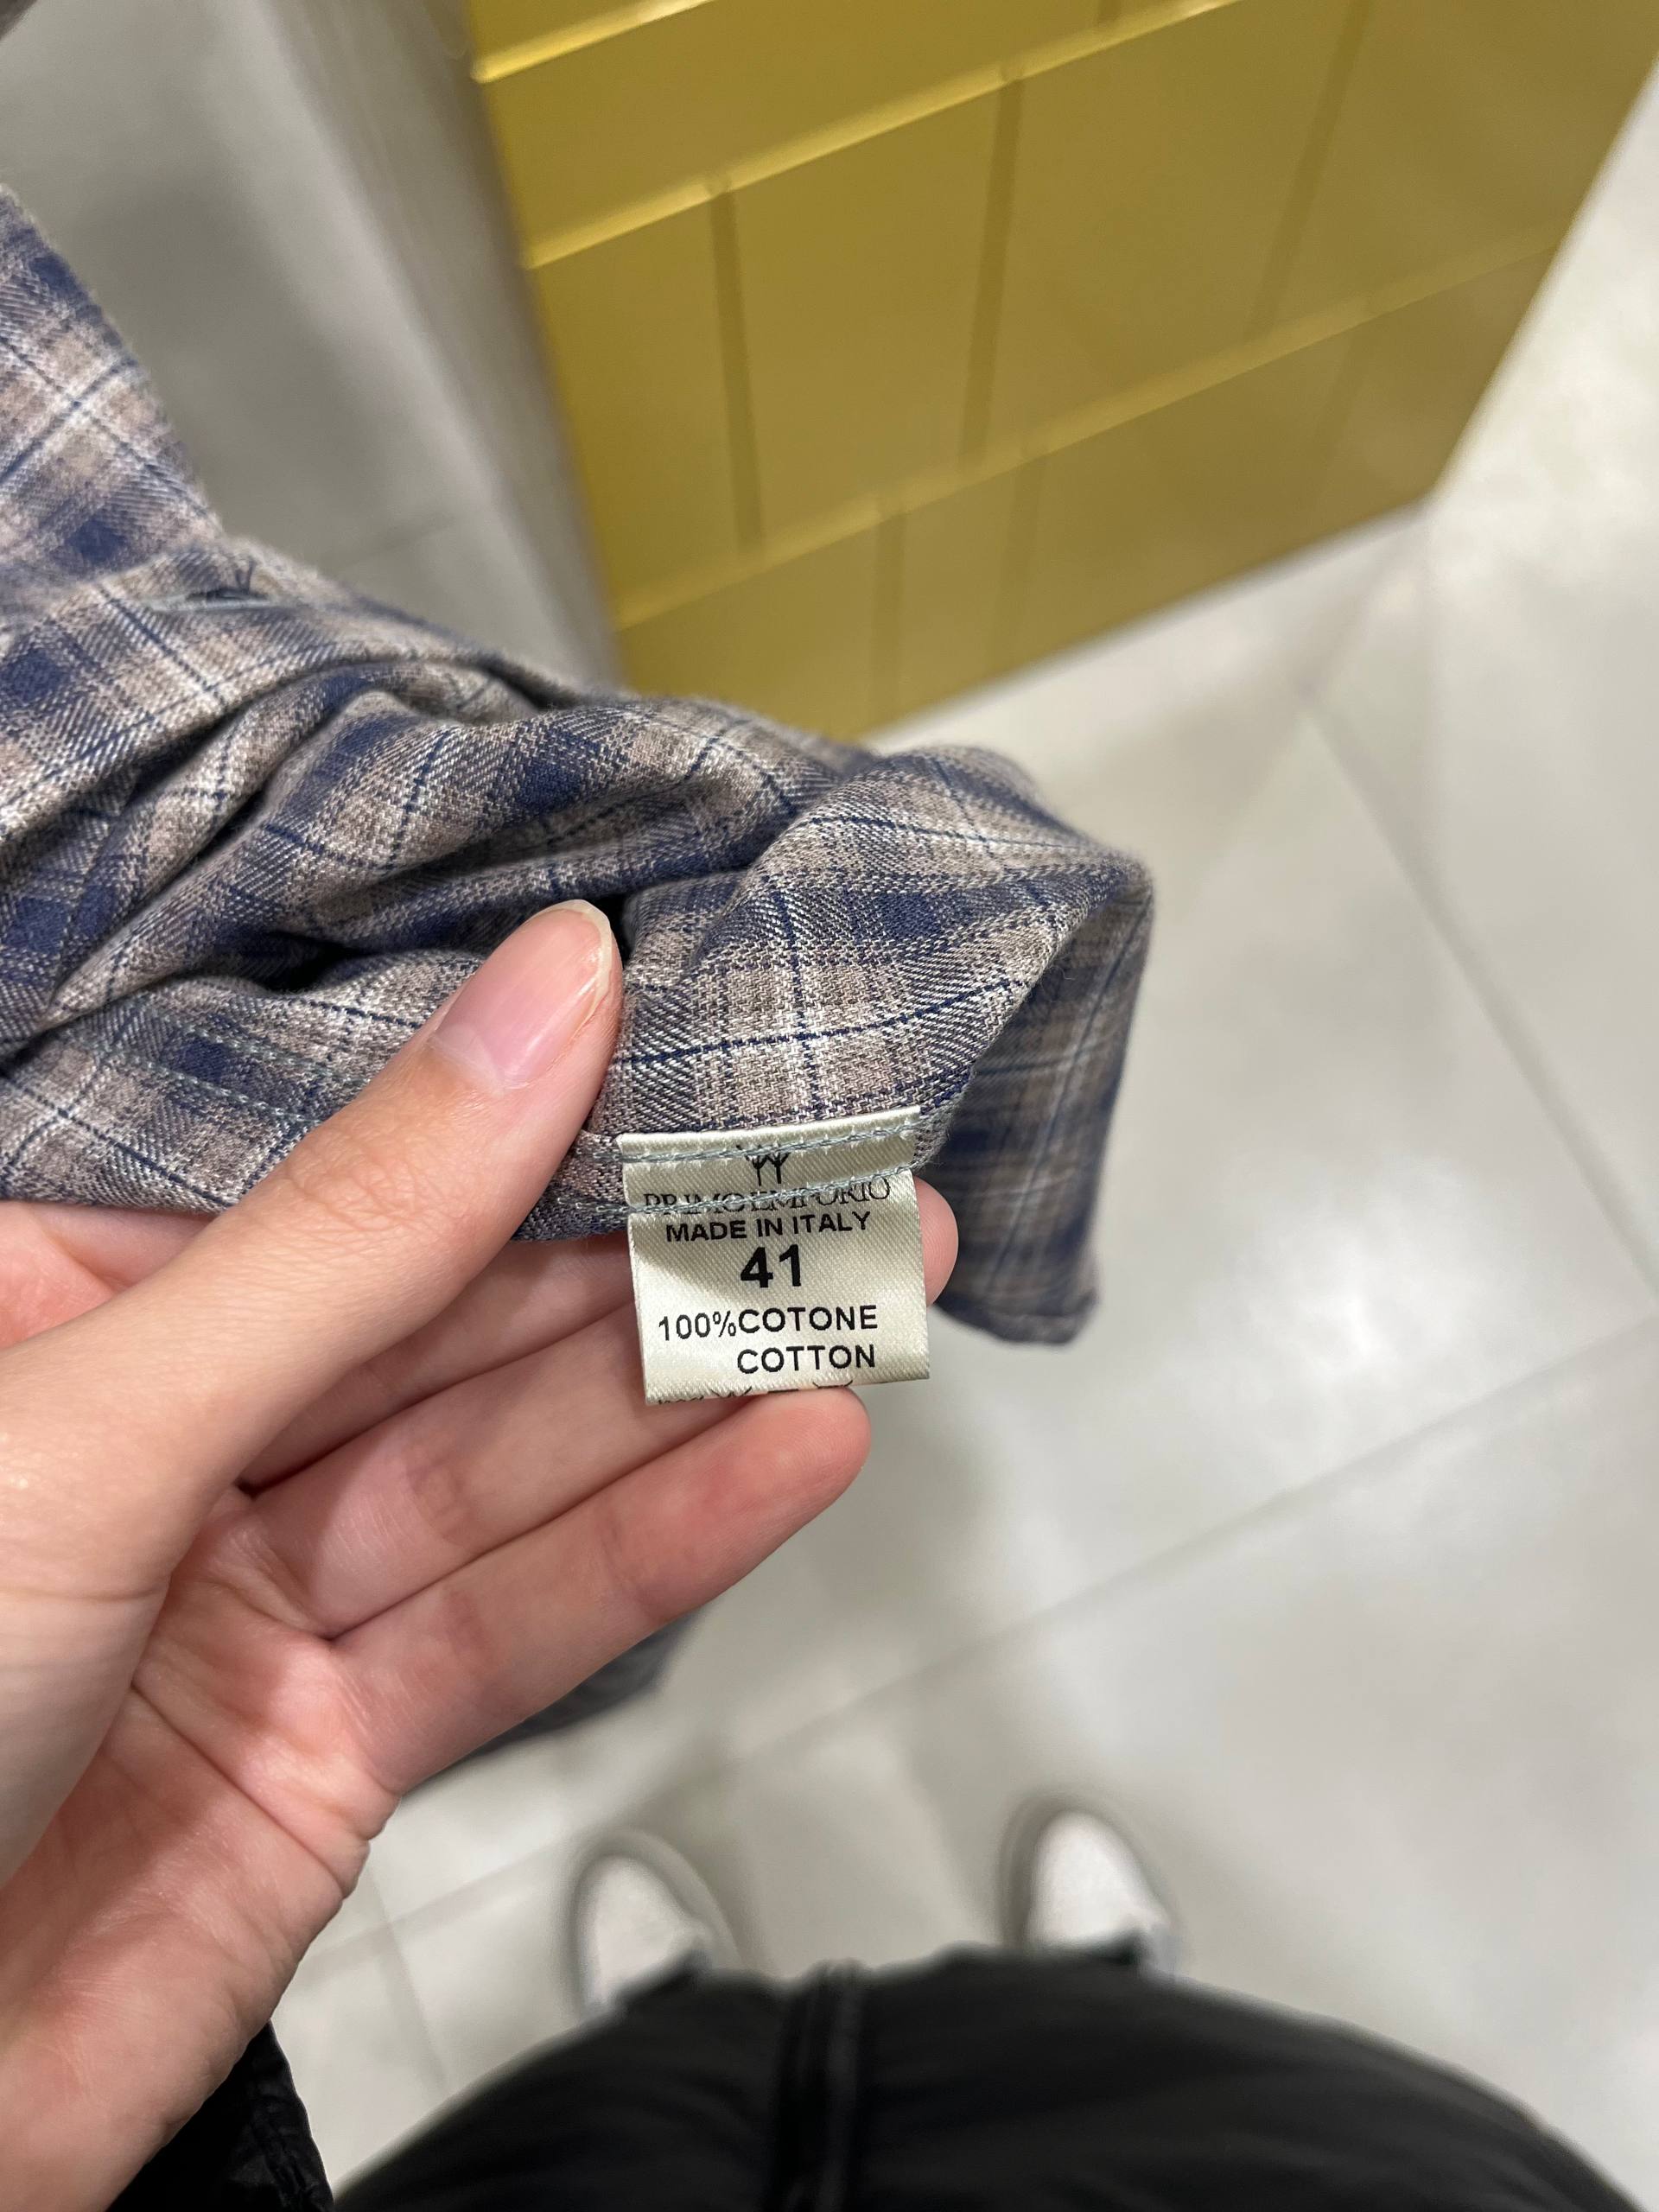 PRIMO EMPORIO
MADE IN ITALY
41
100%COTONE
COTTON